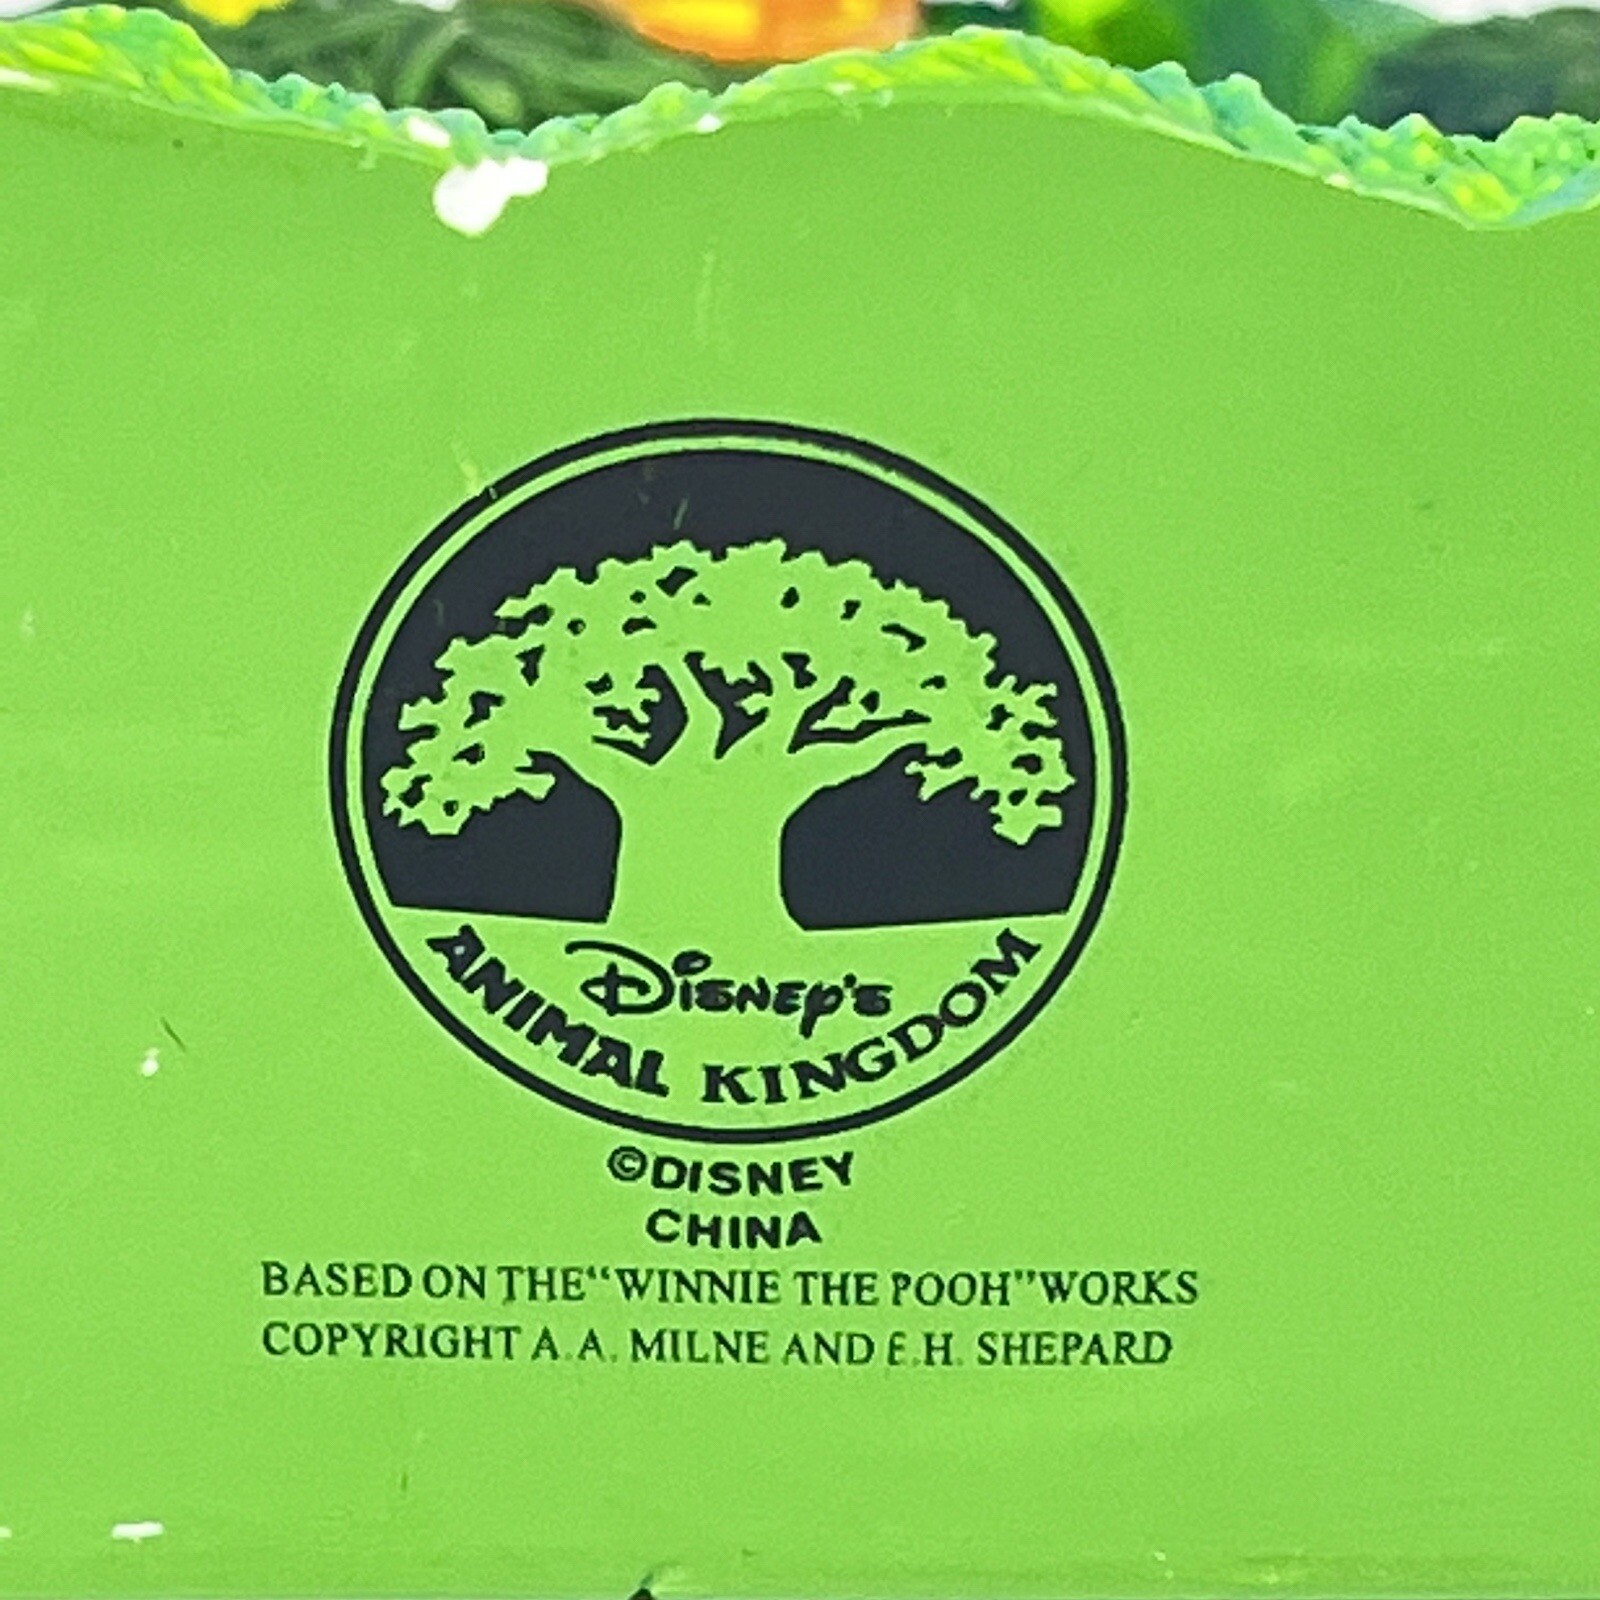 DISNEY'S
ANIMAL KINGDOM
©DISNEY
CHINA
BASED ON THE“WINNIE THE POOH”WORKS
COPYRIGHT A.A. MILNE AND E.H. SHEPARD